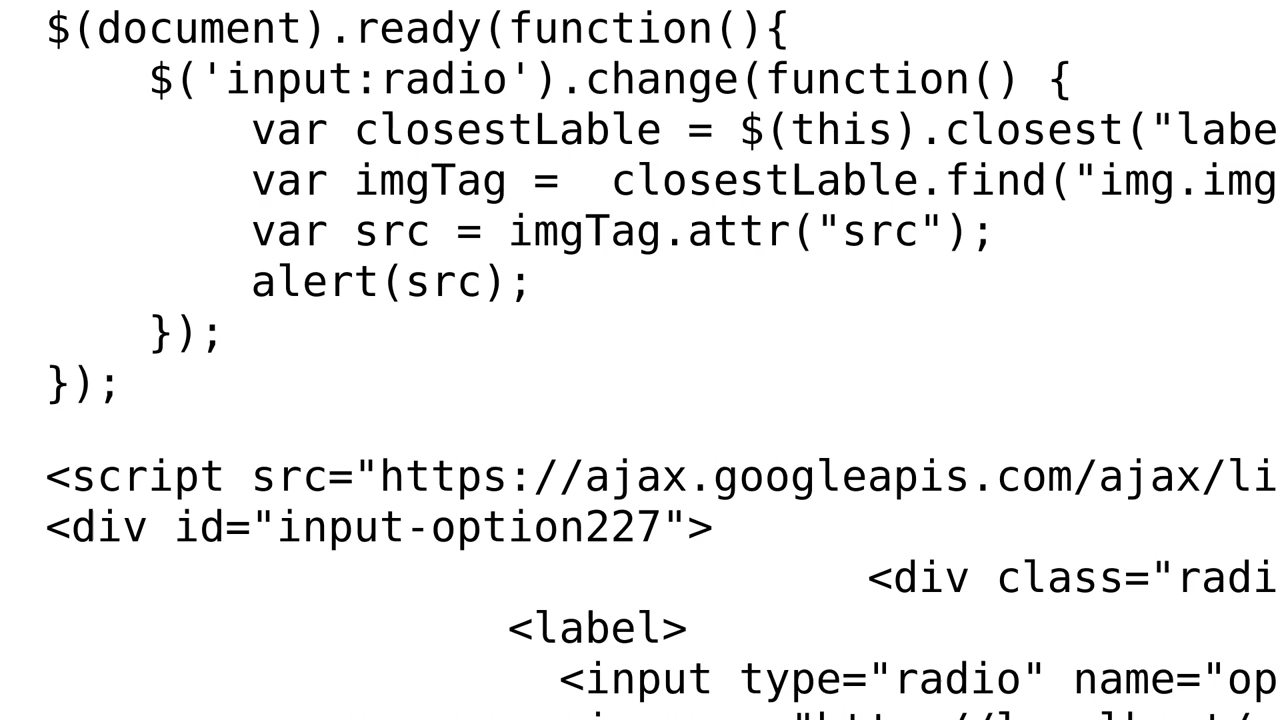 $(document).ready(function(){
    $('input:radio').change(function() {
        var closestLable = $(this).closest("labe
        var imgTag =  closestLable.find("img.img
        var src = imgTag.attr("src");
        alert(src);
    });
});

<script src="https://ajax.googleapis.com/ajax/li
<div id="input-option227">
                                <div class="radi
                  <label>
                    <input type="radio" name="op